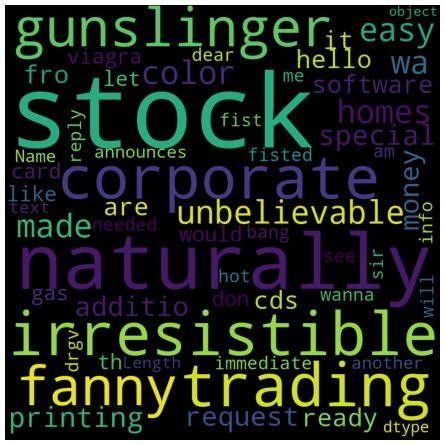 object
gunslinger it easy
viagra dear wa
fro let color hello
me software
stock
reply fist homes
Name announces special
card fisted am
corporate
like money
text are unbelievable
made needed would bang info
naturally
see
sir
gas hot wanna will
additio don cds
irresistible
drgv th Length immediate another
fanny trading
printing request ready
dtype